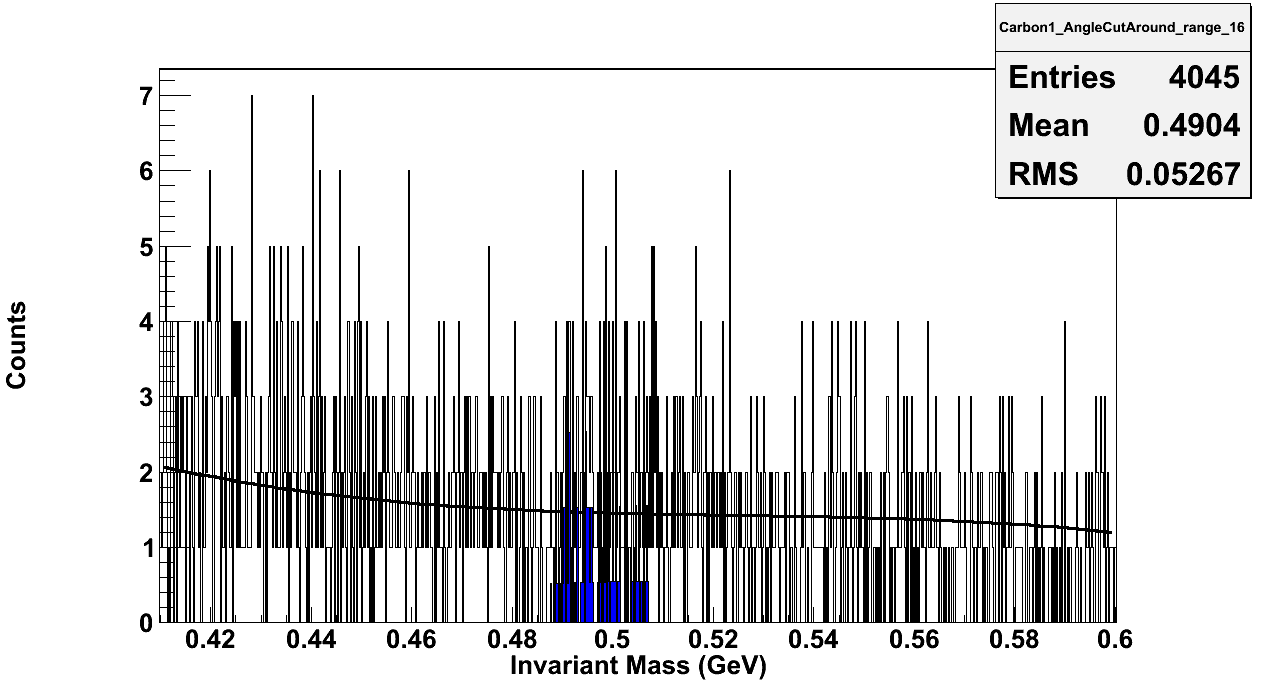 Carbon1_AngleCutAround_range_16
Entries 4045
Mean 0.4904
RMS 0.05267
7
6
5
4
3
2
1
0
Counts
0.42 0.44 0.46 0.48 0.5 0.52 0.54 0.56 0.58 0.6
Invariant Mass (GeV)